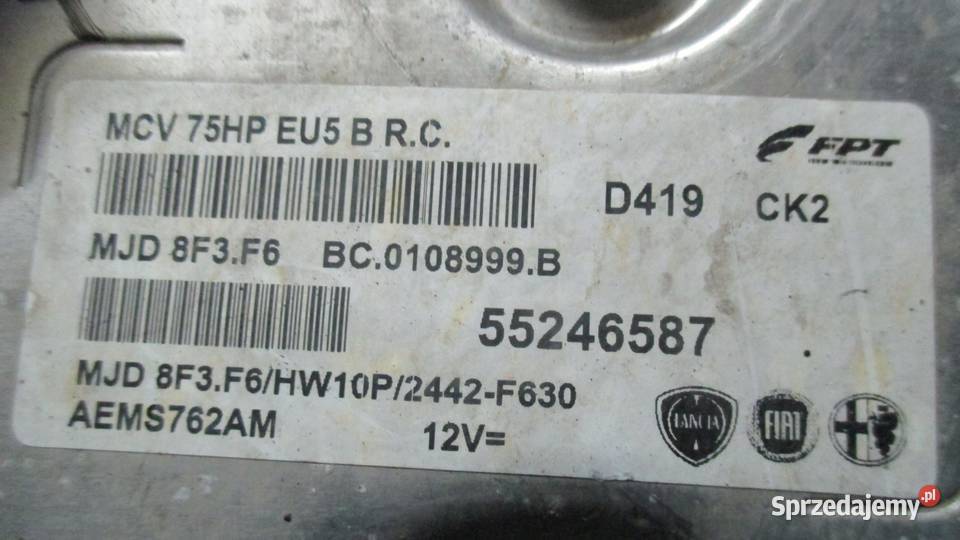 MCV 75HP EU5 B R.C.
FPT
D419 CK2
MJD 8F3.F6 BC.0108999.B
55246587
MJD 8F3.F6/HW10P/2442-F630
AEMS762AM 12V=
LANCIA
FIAT
Sprzedajemy.pl